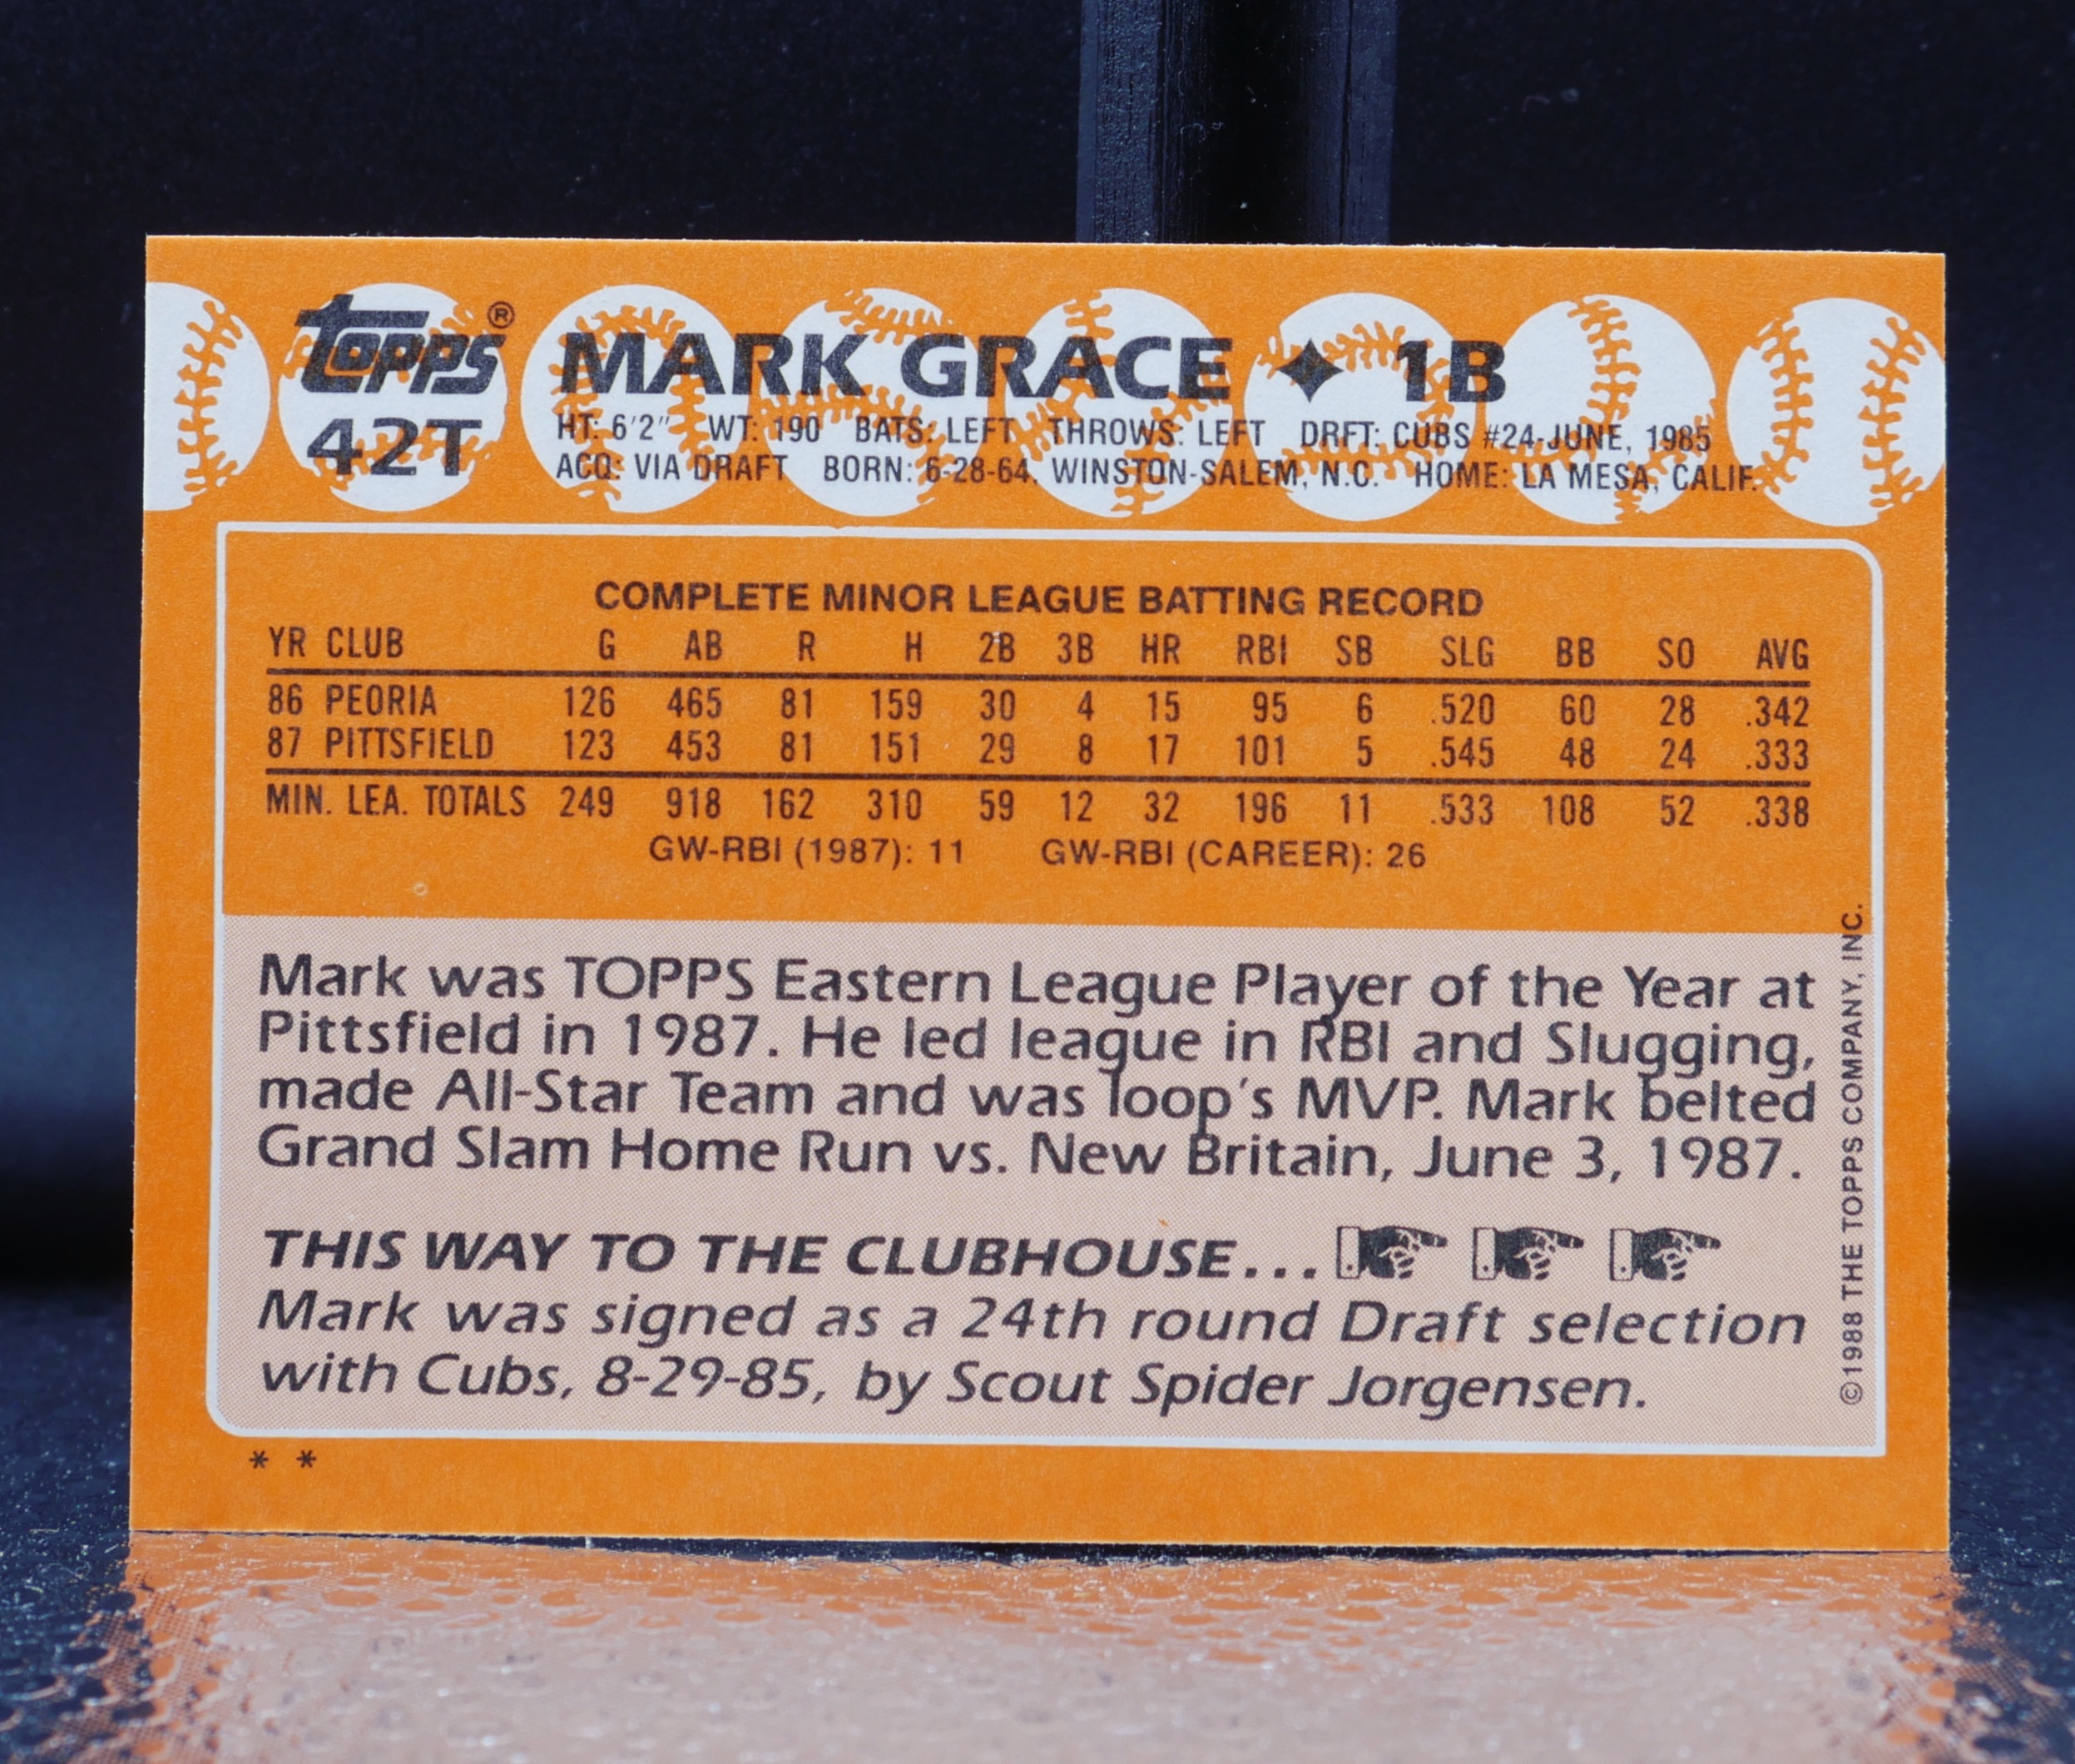 topps® MARK GRACE ✦ 1B
42T
HT: 6'2" WT: 190 BATS: LEFT THROWS: LEFT DRFT: CUBS #24-JUNE, 1985
ACQ: VIA DRAFT BORN: 6-28-64, WINSTON-SALEM, N.C. HOME: LA MESA, CALIF.
COMPLETE MINOR LEAGUE BATTING RECORD
YR CLUB G AB R H 2B 3B HR RBI SB SLG BB SO AVG
86 PEORIA 126 465 81 159 30 4 15 95 6 .520 60 28 .342
87 PITTSFIELD 123 453 81 151 29 8 17 101 5 .545 48 24 .333
MIN. LEA. TOTALS 249 918 162 310 59 12 32 196 11 .533 108 52 .338
GW-RBI (1987): 11 GW-RBI (CAREER): 26
Mark was TOPPS Eastern League Player of the Year at
Pittsfield in 1987. He led league in RBI and Slugging,
made All-Star Team and was loop's MVP. Mark belted
Grand Slam Home Run vs. New Britain, June 3, 1987.
THIS WAY TO THE CLUBHOUSE...
Mark was signed as a 24th round Draft selection
with Cubs, 8-29-85, by Scout Spider Jorgensen.
©1988 THE TOPPS COMPANY, INC.
* *